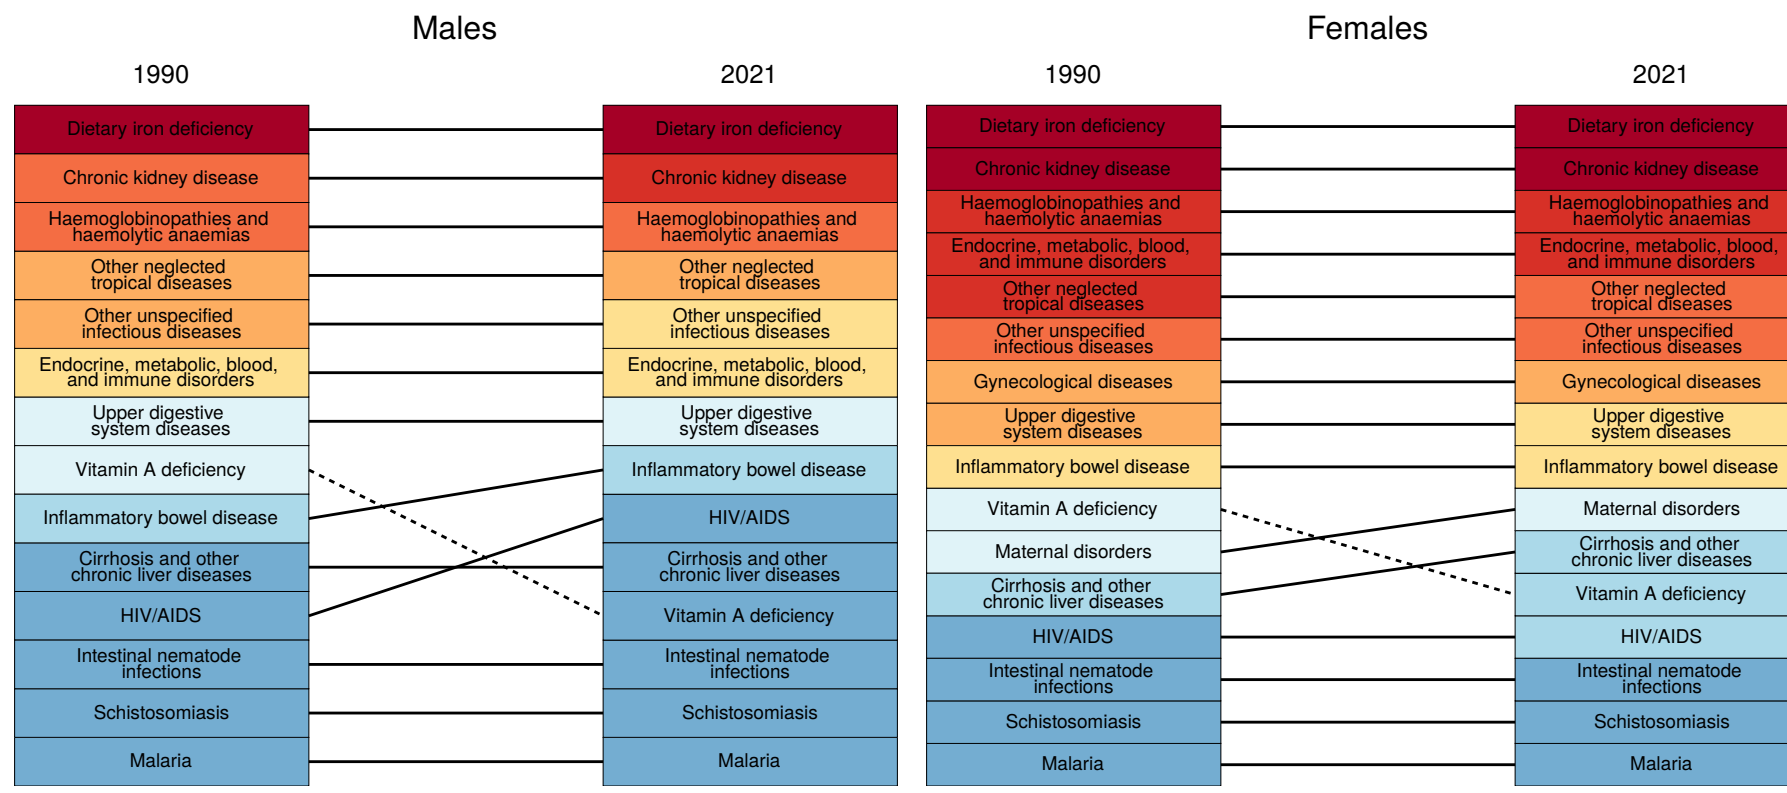 Males
1990
2021
Dietary iron deficiency
Chronic kidney disease
Haemoglobinopathies and
haemolytic anaemias
Other neglected
tropical diseases
Other unspecified
infectious diseases
Endocrine, metabolic, blood,
and immune disorders
Upper digestive
system diseases
Vitamin A deficiency
Inflammatory bowel disease
Cirrhosis and other
chronic liver diseases
HIV/AIDS
Intestinal nematode
infections
Schistosomiasis
Malaria
Dietary iron deficiency
Chronic kidney disease
Haemoglobinopathies and
haemolytic anaemias
Other neglected
tropical diseases
Other unspecified
infectious diseases
Endocrine, metabolic, blood,
and immune disorders
Upper digestive
system diseases
Inflammatory bowel disease
HIV/AIDS
Cirrhosis and other
chronic liver diseases
Vitamin A deficiency
Intestinal nematode
infections
Schistosomiasis
Malaria
Females
1990
2021
Dietary iron deficiency
Chronic kidney disease
Haemoglobinopathies and
haemolytic anaemias
Endocrine, metabolic, blood,
and immune disorders
Other neglected
tropical diseases
Other unspecified
infectious diseases
Gynecological diseases
Upper digestive
system diseases
Inflammatory bowel disease
Vitamin A deficiency
Maternal disorders
Cirrhosis and other
chronic liver diseases
HIV/AIDS
Intestinal nematode
infections
Schistosomiasis
Malaria
Dietary iron deficiency
Chronic kidney disease
Haemoglobinopathies and
haemolytic anaemias
Endocrine, metabolic, blood,
and immune disorders
Other neglected
tropical diseases
Other unspecified
infectious diseases
Gynecological diseases
Upper digestive
system diseases
Inflammatory bowel disease
Maternal disorders
Cirrhosis and other
chronic liver diseases
Vitamin A deficiency
HIV/AIDS
Intestinal nematode
infections
Schistosomiasis
Malaria